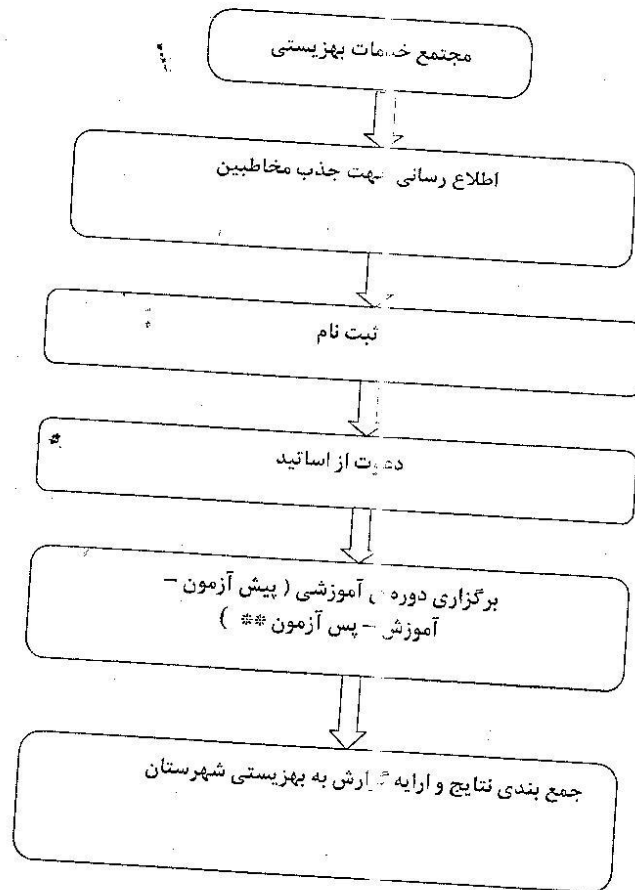 مجتمع خدمات بهزیستی
اطلاع رسانی جهت جذب مخاطبین
ثبت نام
دعوت از اساتید
برگزاری دوره ی آموزشی ( پیش آزمون –
آموزش – پس آزمون ** )
جمع بندی نتایج و ارایه گزارش به بهزیستی شهرستان